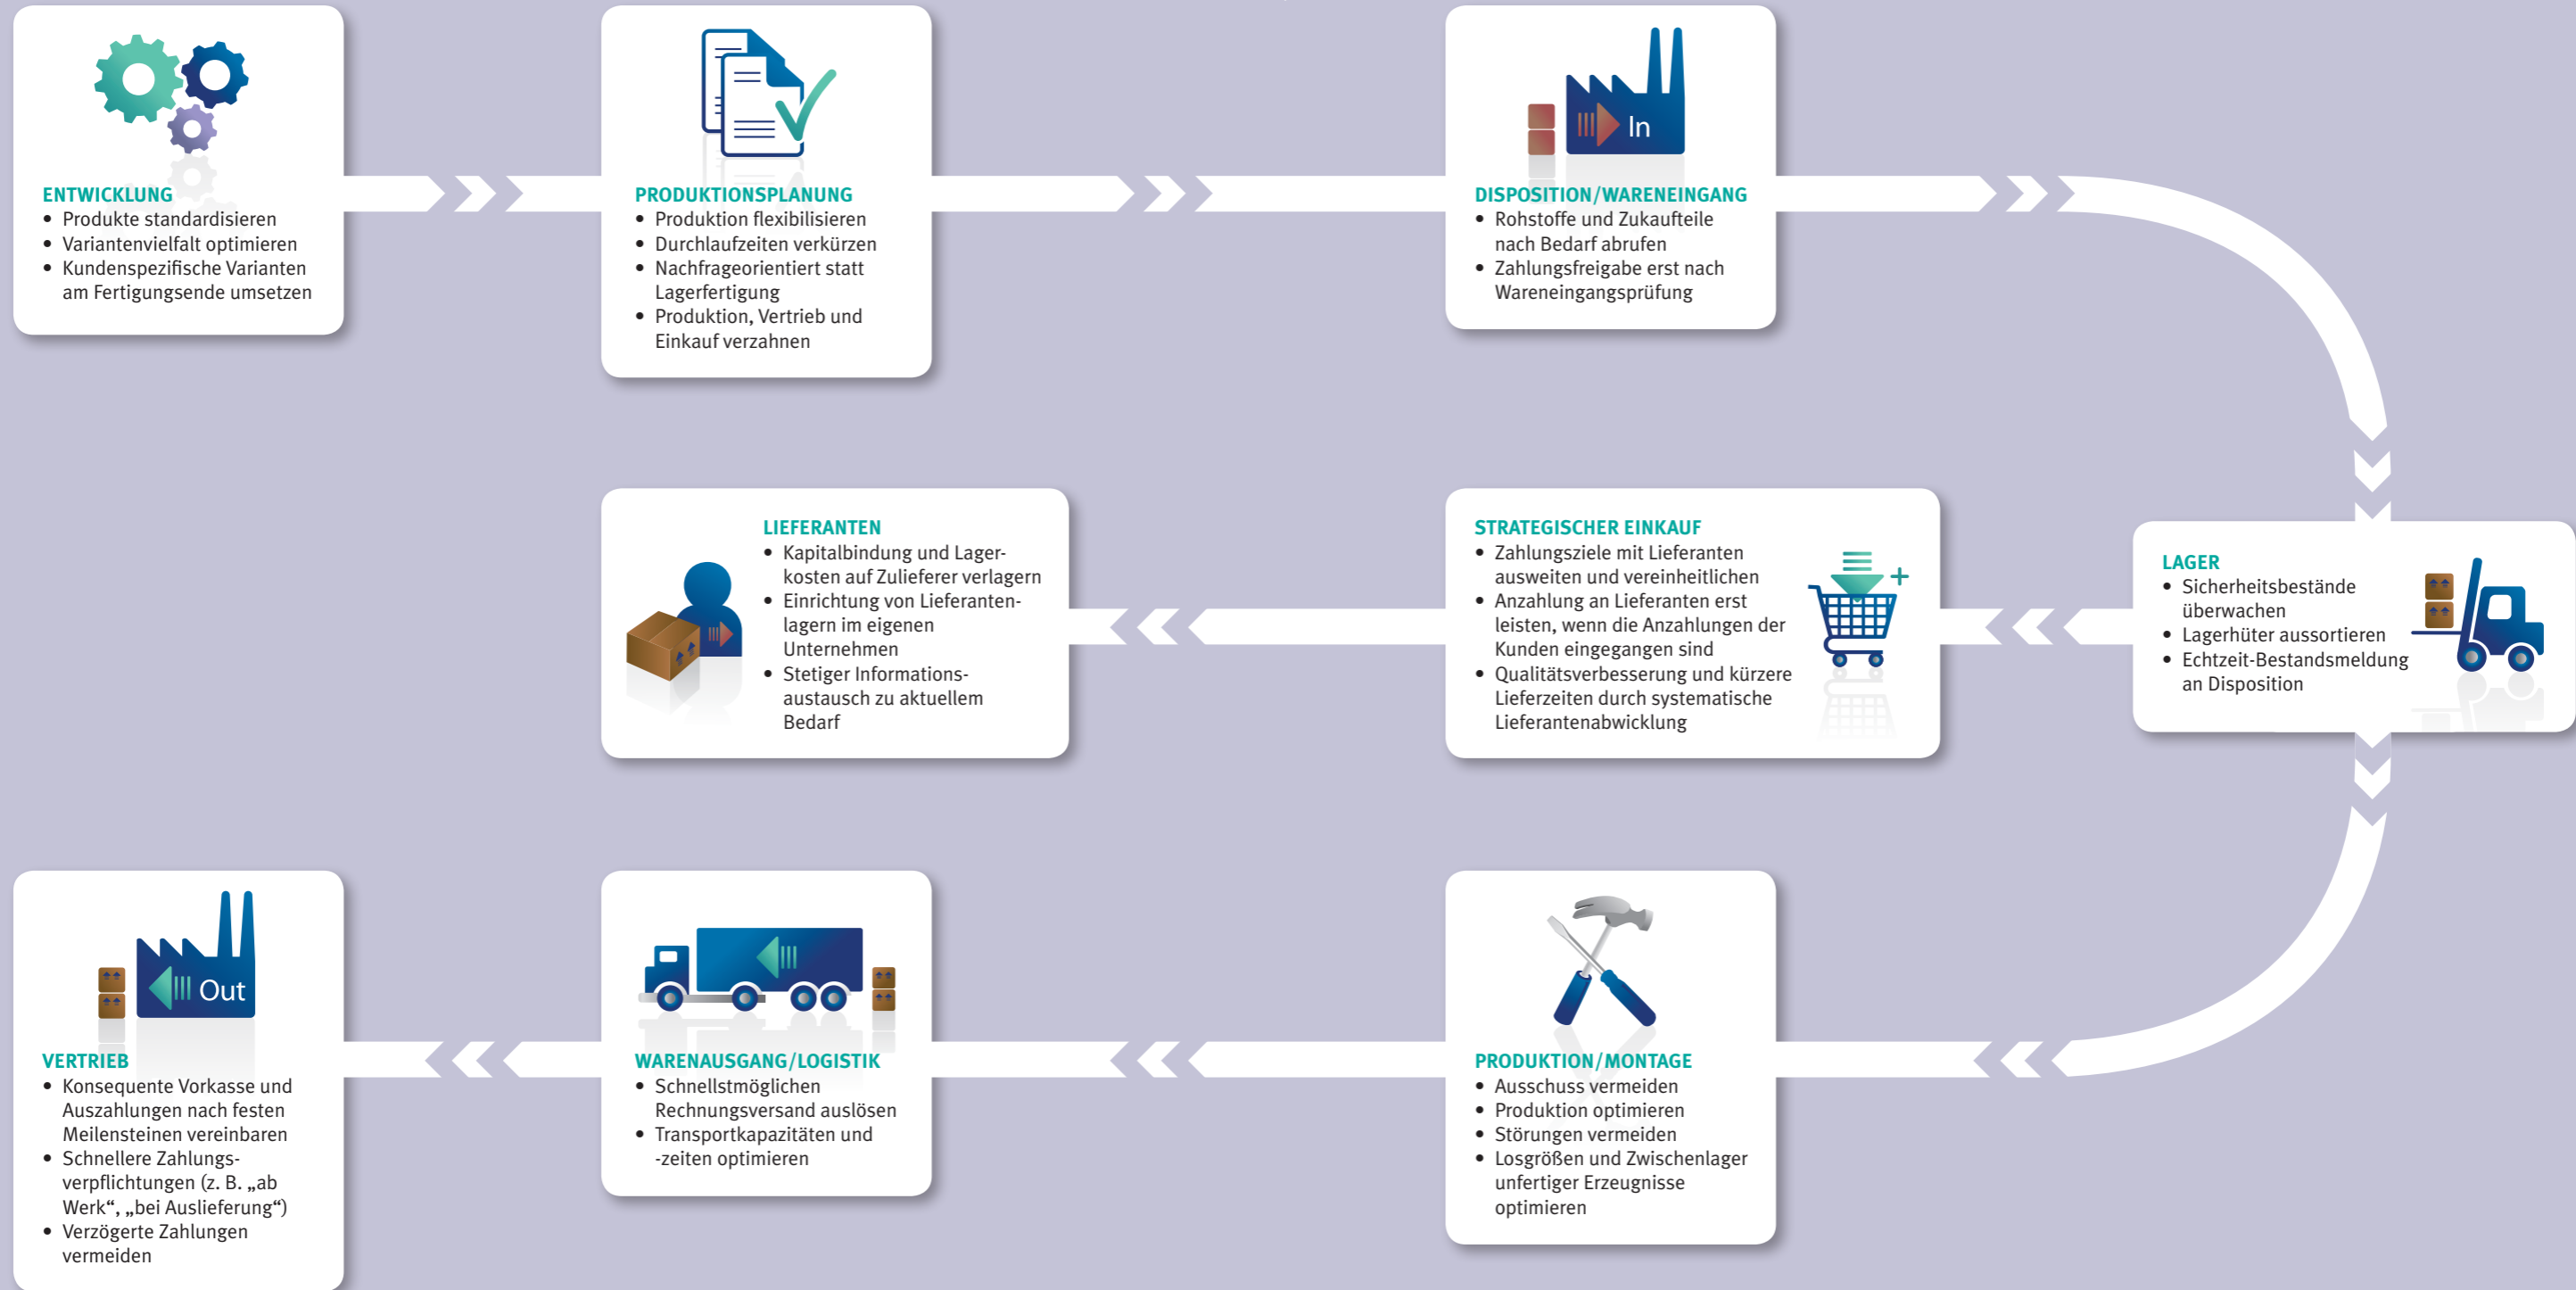 ENTWICKLUNG
• Produkte standardisieren
• Variantenvielfalt optimieren
• Kundenspezifische Varianten
am Fertigungsende umsetzen
PRODUKTIONSPLANUNG
• Produktion flexibilisieren
• Durchlaufzeiten verkürzen
• Nachfrageorientiert statt
Lagerfertigung
• Produktion, Vertrieb und
Einkauf verzahnen
In
DISPOSITION/WARENEINGANG
• Rohstoffe und Zukaufteile
nach Bedarf abrufen
• Zahlungsfreigabe erst nach
Wareneingangsprüfung
LAGER
• Sicherheitsbestände
überwachen
• Lagerhüter aussortieren
• Echtzeit-Bestandsmeldung
an Disposition
STRATEGISCHER EINKAUF
• Zahlungsziele mit Lieferanten
ausweiten und vereinheitlichen
• Anzahlung an Lieferanten erst
leisten, wenn die Anzahlungen der
Kunden eingegangen sind
• Qualitätsverbesserung und kürzere
Lieferzeiten durch systematische
Lieferantenabwicklung
LIEFERANTEN
• Kapitalbindung und Lager-
kosten auf Zulieferer verlagern
• Einrichtung von Lieferanten-
lagern im eigenen
Unternehmen
• Stetiger Informations-
austausch zu aktuellem
Bedarf
PRODUKTION/MONTAGE
• Ausschuss vermeiden
• Produktion optimieren
• Störungen vermeiden
• Losgrößen und Zwischenlager
unfertiger Erzeugnisse
optimieren
WARENAUSGANG/LOGISTIK
• Schnellstmöglichen
Rechnungsversand auslösen
• Transportkapazitäten und
-zeiten optimieren
Out
VERTRIEB
• Konsequente Vorkasse und
Auszahlungen nach festen
Meilensteinen vereinbaren
• Schnellere Zahlungs-
verpflichtungen (z. B. „ab
Werk“, „bei Auslieferung“)
• Verzögerte Zahlungen
vermeiden